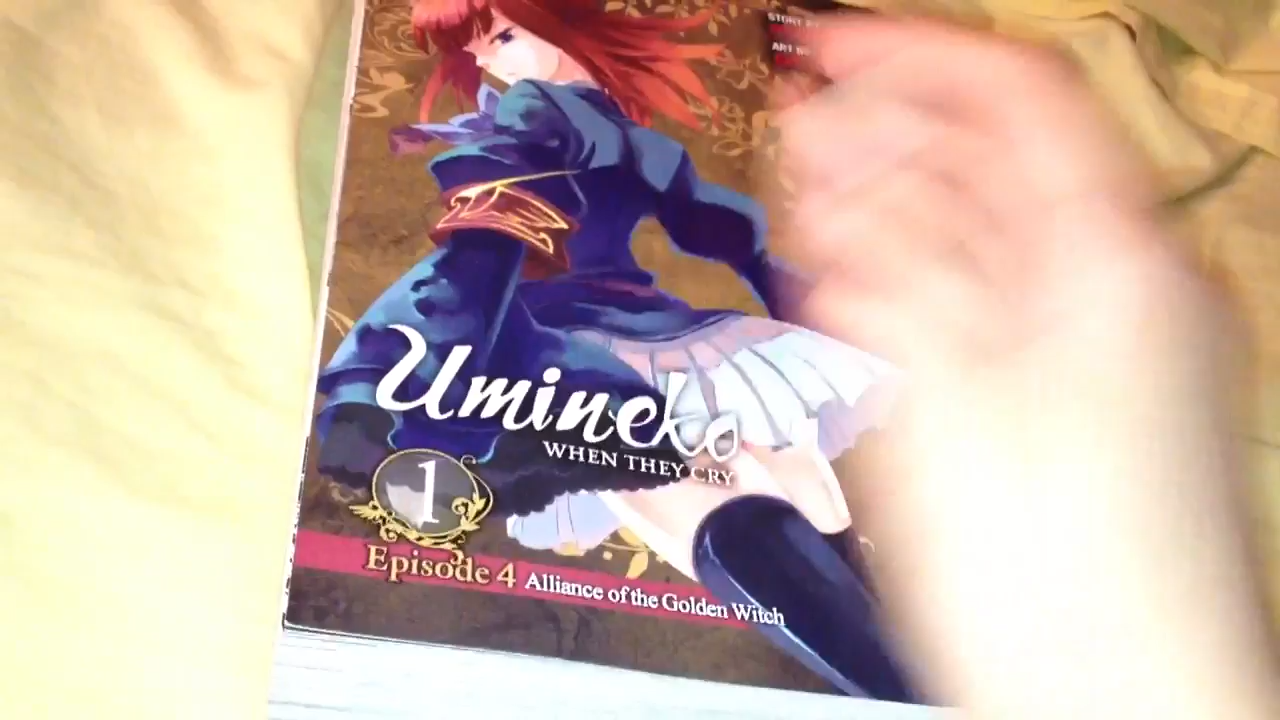 STORY
ART
Umineko
WHEN THEY CRY
1
Episode 4 Alliance of the Golden Witch